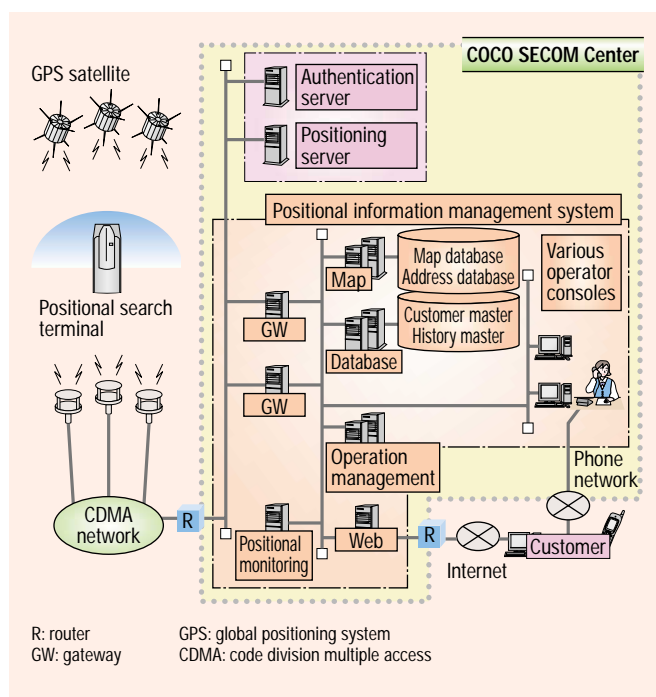 COCO SECOM Center
GPS satellite
Authentication
server
Positioning
server
Positional information management system
Positional search
terminal
Map
Map database
Address database
Various
operator
consoles
GW
Database
Customer master
History master
GW
Operation
management
Phone
network
CDMA
network
R
Positional
monitoring
Web
R
Internet
Customer
R: router
GPS: global positioning system
GW: gateway
CDMA: code division multiple access